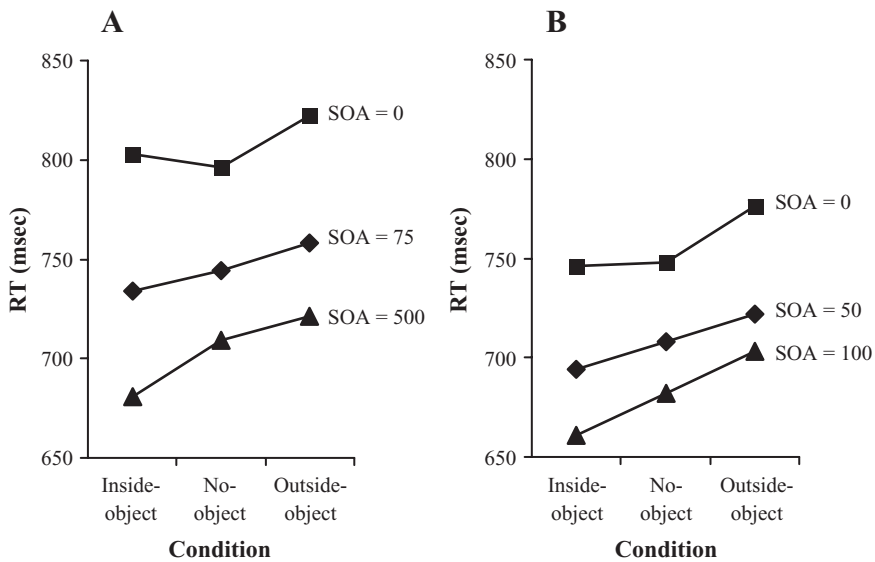 A
850
800
750
700
650
RT (msec)
SOA = 0
SOA = 75
SOA = 500
Inside-
object
No-
object
Outside-
object
Condition
B
850
800
750
700
650
RT (msec)
SOA = 0
SOA = 50
SOA = 100
Inside-
object
No-
object
Outside-
object
Condition